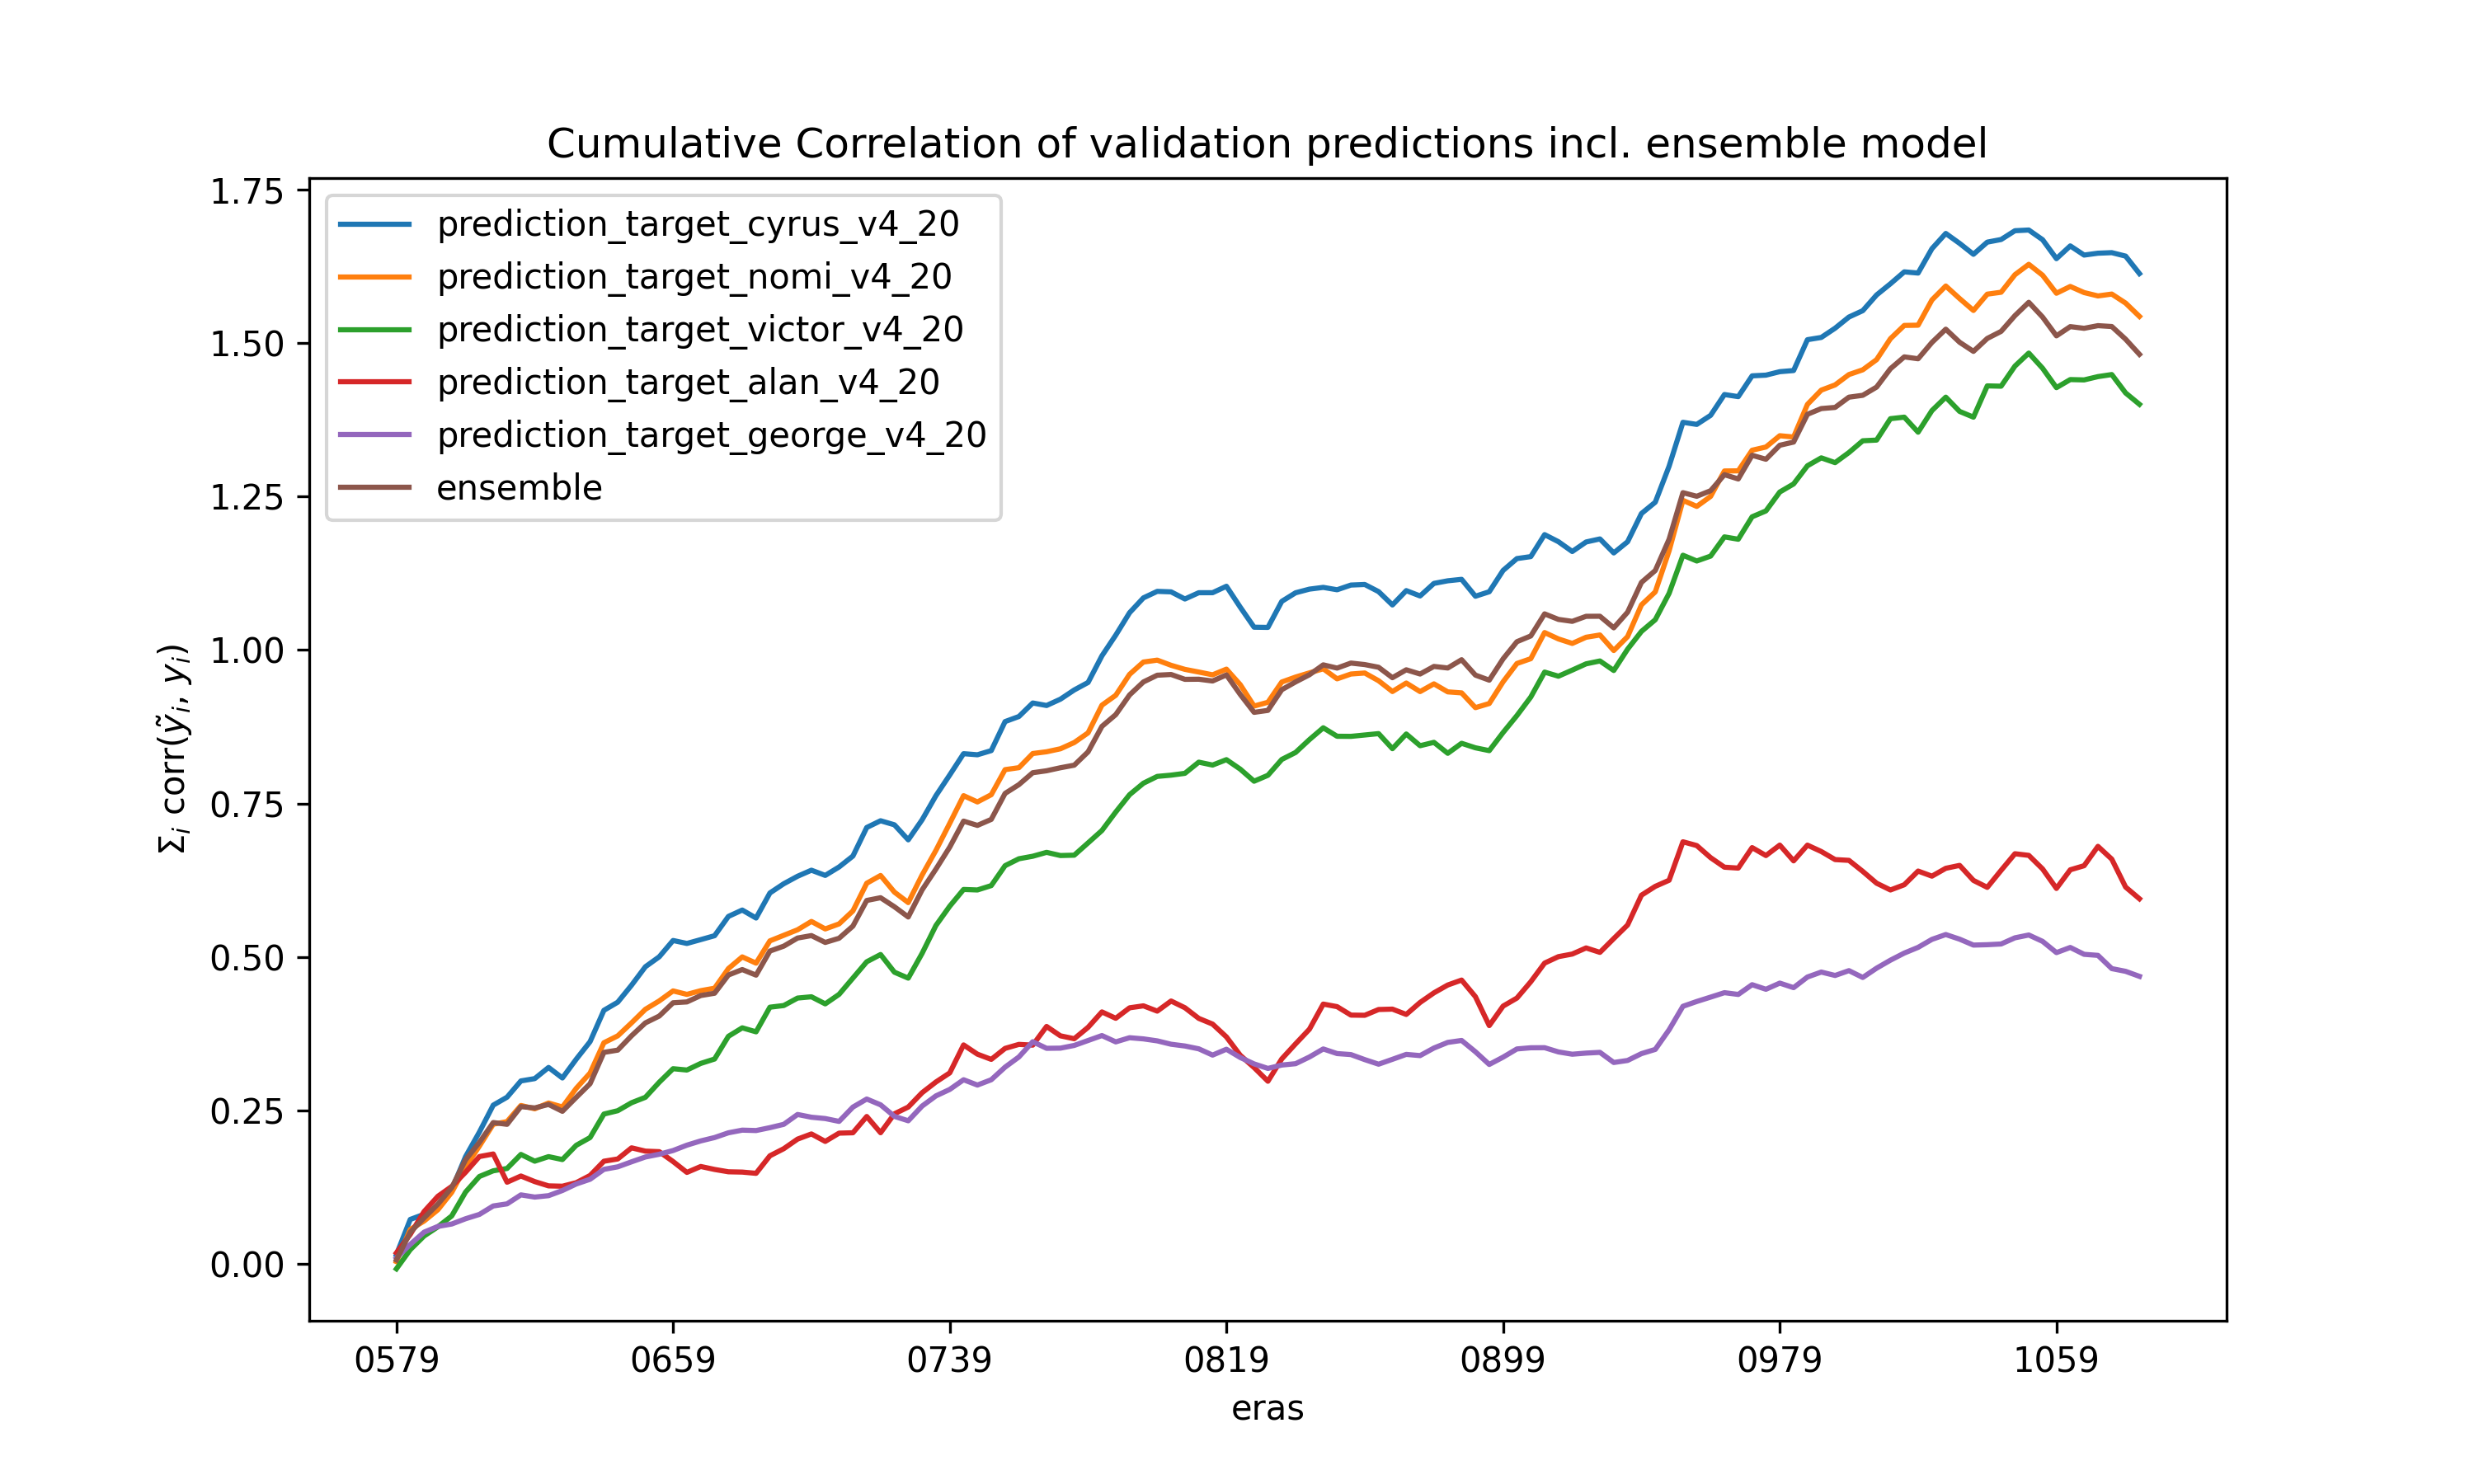 Cumulative Correlation of validation predictions incl. ensemble model
1.75
1.50
1.25
1.00
0.75
0.50
0.25
0.00
Σᵢ corr(ỹᵢ, yᵢ)
prediction_target_cyrus_v4_20
prediction_target_nomi_v4_20
prediction_target_victor_v4_20
prediction_target_alan_v4_20
prediction_target_george_v4_20
ensemble
0579 0659 0739 0819 0899 0979 1059
eras